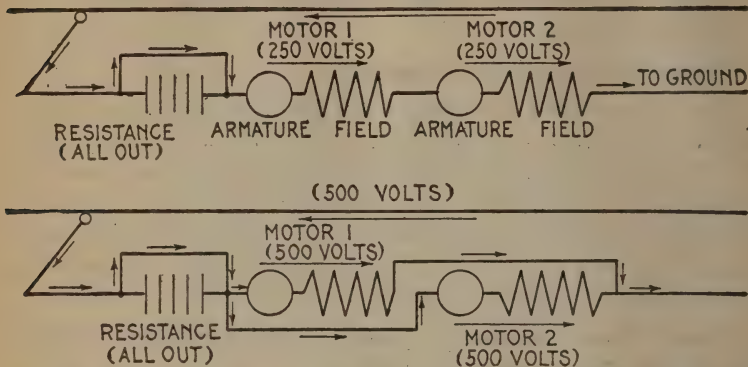 MOTOR 1
(250 VOLTS)
MOTOR 2
(250 VOLTS)
TO GROUND
RESISTANCE
(ALL OUT)
ARMATURE
FIELD
ARMATURE
FIELD
(500 VOLTS)
MOTOR 1
(500 VOLTS)
RESISTANCE
(ALL OUT)
MOTOR 2
(500 VOLTS)